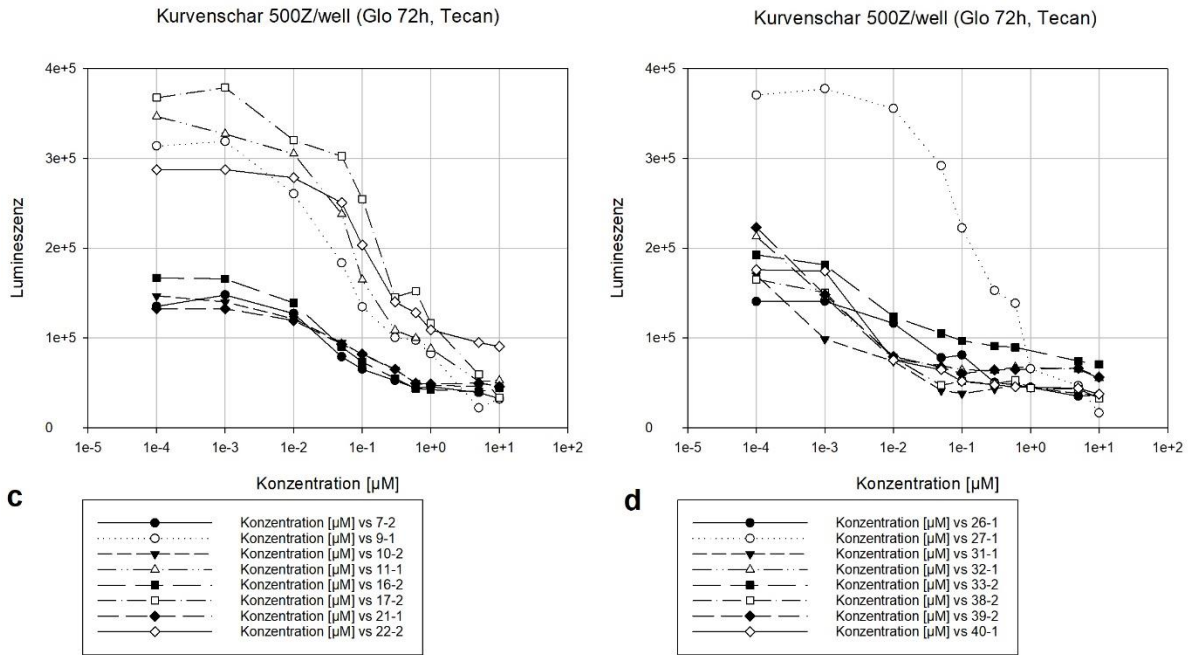 Kurvenschar 500Z/well (Glo 72h, Tecan)
4e+5
3e+5
2e+5
1e+5
0
Lumineszenz
1e-5 1e-4 1e-3 1e-2 1e-1 1e+0 1e+1 1e+2
Konzentration [µM]
c
Konzentration [µM] vs 7-2
Konzentration [µM] vs 9-1
Konzentration [µM] vs 10-2
Konzentration [µM] vs 11-1
Konzentration [µM] vs 16-2
Konzentration [µM] vs 17-2
Konzentration [µM] vs 21-1
Konzentration [µM] vs 22-2
Kurvenschar 500Z/well (Glo 72h, Tecan)
4e+5
3e+5
2e+5
1e+5
0
Lumineszenz
1e-5 1e-4 1e-3 1e-2 1e-1 1e+0 1e+1 1e+2
Konzentration [µM]
d
Konzentration [µM] vs 26-1
Konzentration [µM] vs 27-1
Konzentration [µM] vs 31-1
Konzentration [µM] vs 32-1
Konzentration [µM] vs 33-2
Konzentration [µM] vs 38-2
Konzentration [µM] vs 39-2
Konzentration [µM] vs 40-1